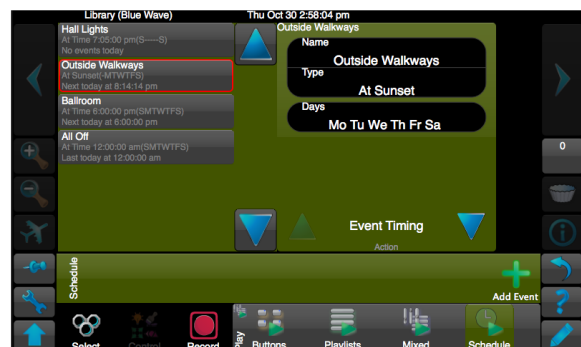 Library (Blue Wave)
Thu Oct 30 2:58:04 pm
Hall Lights
At Time 7:05:00 pm(S-----S)
No events today
Outside Walkways
At Sunset(-MTWTFS)
Next today at 8:14:14 pm
Ballroom
At Time 6:00:00 pm(SMTWTFS)
Next today at 6:00:00 pm
All Off
At Time 12:00:00 am(SMTWTFS)
Last today at 12:00:00 am
Outside Walkways
Name
Outside Walkways
Type
At Sunset
Days
Mo Tu We Th Fr Sa
Event Timing
Action
0
Schedule
Add Event
Select
Control
Record
Play
Buttons
Playlists
Mixed
Schedule